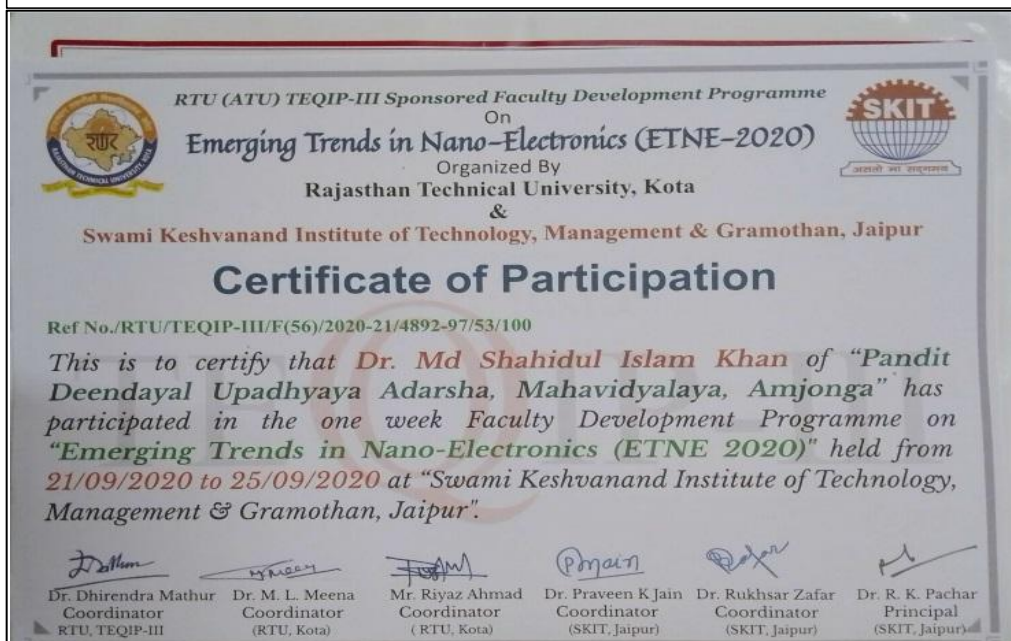 RTU (ATU) TEQIP-III Sponsored Faculty Development Programme
On
Emerging Trends in Nano-Electronics (ETNE-2020)
Organized By
Rajasthan Technical University, Kota
&
Swami Keshvanand Institute of Technology, Management & Gramothan, Jaipur
SKIT
असतो मा सद्गमय
RAJASTHAN TECHNICAL UNIVERSITY, KOTA
Certificate of Participation
Ref No./RTU/TEQIP-III/F(56)/2020-21/4892-97/53/100
This is to certify that Dr. Md Shahidul Islam Khan of "Pandit
Deendayal Upadhyaya Adarsha, Mahavidyalaya, Amjonga" has
participated in the one week Faculty Development Programme on
"Emerging Trends in Nano-Electronics (ETNE 2020)" held from
21/09/2020 to 25/09/2020 at "Swami Keshvanand Institute of Technology,
Management & Gramothan, Jaipur".
Dr. Dhirendra Mathur Dr. M. L. Meena Mr. Riyaz Ahmad Dr. Praveen K Jain Dr. Rukhsar Zafar Dr. R. K. Pachar
Coordinator Coordinator Coordinator Coordinator Coordinator Principal
RTU, TEQIP-III (RTU, Kota) ( RTU, Kota) (SKIT, Jaipur) (SKIT, Jaipur) (SKIT, Jaipur)